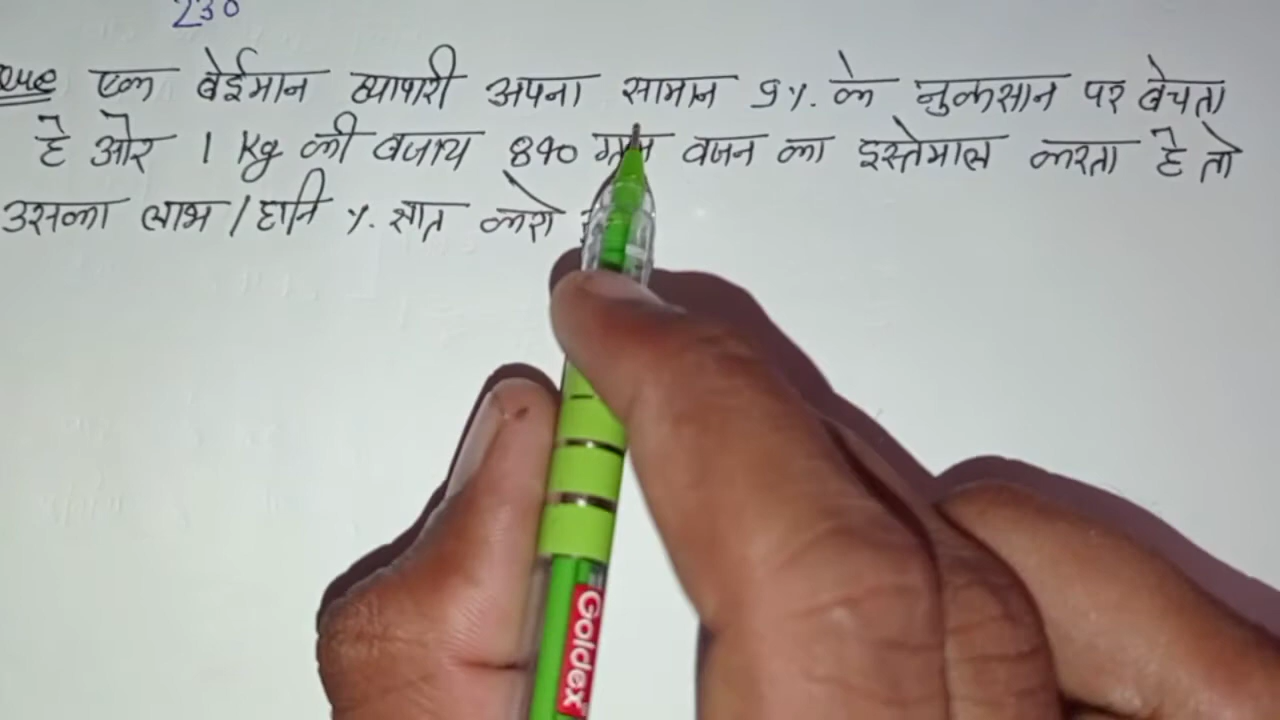 230
Que एक बेईमान व्यापारी अपना सामान 9%. के नुकसान पर बेचता
है और 1 Kg की बजाय 840 ग्राम वजन का इस्तेमाल करता है तो
उसका लाभ / हानि %. ज्ञात करो
Goldex